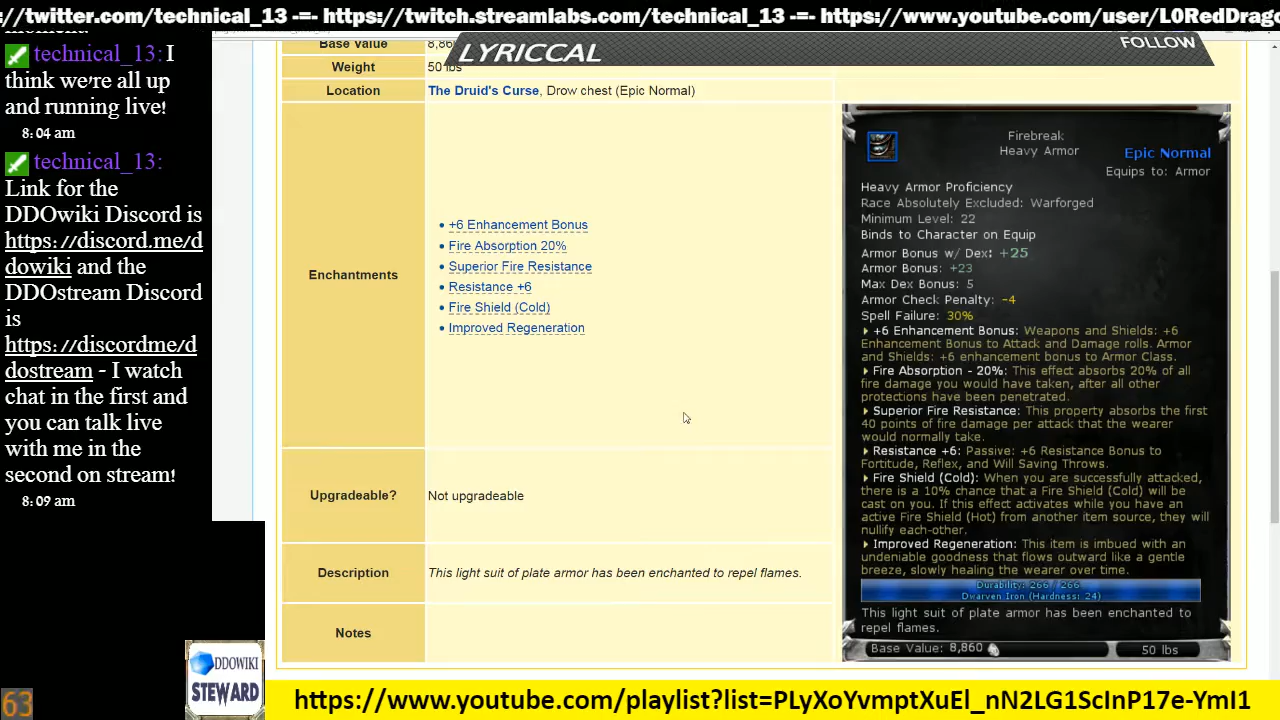 ://twitter.com/technical_13 -=- https://twitch.streamlabs.com/technical_13 -=- https://www.youtube.com/user/L0RedDrago
technical_13: I
think we're all up
and running live!
8:04 am
technical_13:
Link for the
DDOwiki Discord is
https://discord.me/d
dowiki and the
DDOstream Discord
is
https://discordme/d
dostream - I watch
chat in the first and
you can talk live
with me in the
second on stream!
8:09 am
LYRICCAL
FOLLOW
Base Value
8,86
Weight
50 lbs
Location
The Druid's Curse, Drow chest (Epic Normal)
Enchantments
+6 Enhancement Bonus
Fire Absorption 20%
Superior Fire Resistance
Resistance +6
Fire Shield (Cold)
Improved Regeneration
Upgradeable?
Not upgradeable
Description
This light suit of plate armor has been enchanted to repel flames.
Notes
Firebreak
Heavy Armor
Epic Normal
Equips to: Armor
Heavy Armor Proficiency
Race Absolutely Excluded: Warforged
Minimum Level: 22
Binds to Character on Equip
Armor Bonus w/ Dex: +25
Armor Bonus: +23
Max Dex Bonus: 5
Armor Check Penalty: -4
Spell Failure: 30%
+6 Enhancement Bonus: Weapons and Shields: +6
Enhancement Bonus to Attack and Damage rolls. Armor
and Shields: +6 enhancement bonus to Armor Class.
Fire Absorption - 20%: This effect absorbs 20% of all
fire damage you would have taken, after all other
protections have been penetrated.
Superior Fire Resistance: This property absorbs the first
40 points of fire damage per attack that the wearer
would normally take.
Resistance +6: Passive: +6 Resistance Bonus to
Fortitude, Reflex, and Will Saving Throws.
Fire Shield (Cold): When you are successfully attacked,
there is a 10% chance that a Fire Shield (Cold) will be
cast on you. If this effect activates while you have an
active Fire Shield (Hot) from another item source, they will
nullify each-other.
Improved Regeneration: This item is imbued with an
undeniable goodness that flows outward like a gentle
breeze, slowly healing the wearer over time.
Durability: 266 / 266
Dwarven Iron (Hardness: 24)
This light suit of plate armor has been enchanted to
repel flames.
Base Value: 8,860
50 lbs
DDOWIKI
STEWARD
63
https://www.youtube.com/playlist?list=PLyXoYvmptXuEl_nN2LG1ScInP17e-YmI1